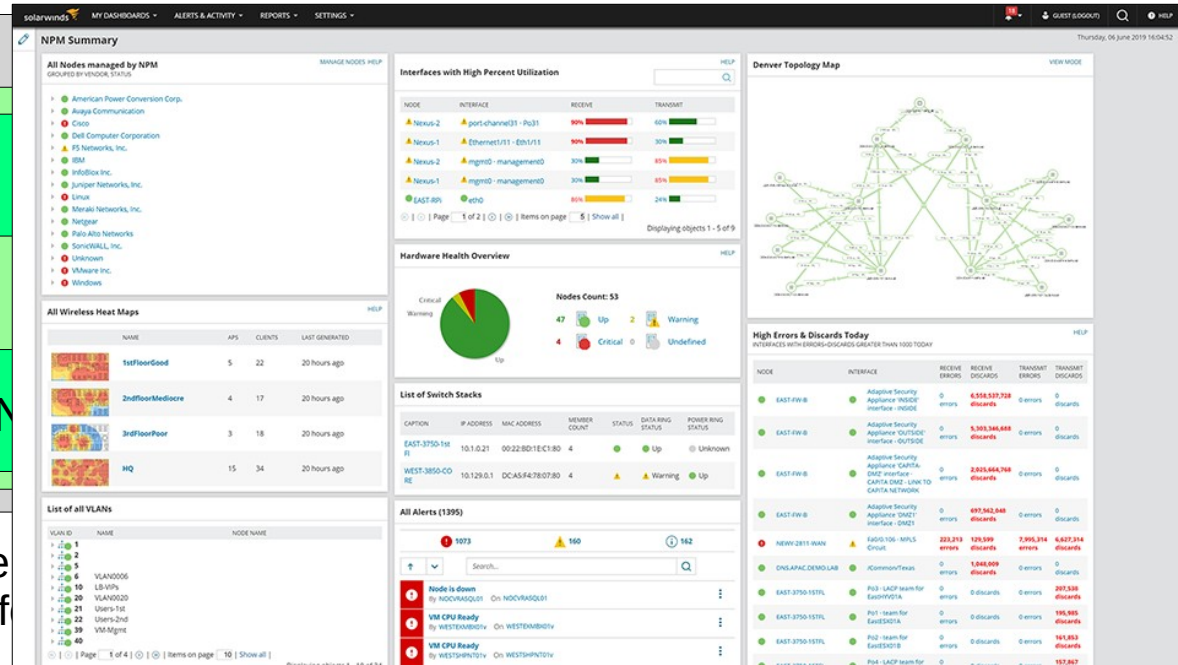 solarwinds MY DASHBOARDS ALERTS & ACTIVITY REPORTS SETTINGS 18 GUEST (LOGOUT) HELP
NPM Summary
Thursday, 06 June 2019 16:04:52
All Nodes managed by NPM
MANAGE NODES HELP
GROUPED BY VENDOR, STATUS
American Power Conversion Corp.
Avaya Communication
Cisco
Dell Computer Corporation
F5 Networks, Inc.
IBM
InfoBlox Inc.
Juniper Networks, Inc.
Linux
Meraki Networks, Inc.
Netgear
Palo Alto Networks
SonicWALL, Inc.
Unknown
VMware Inc.
Windows
All Wireless Heat Maps
HELP
NAME APS CLIENTS LAST GENERATED
1stFloorGood 5 22 20 hours ago
2ndfloorMediocre 4 17 20 hours ago
3rdFloorPoor 3 18 20 hours ago
HQ 15 34 20 hours ago
List of all VLANs
VLAN ID NAME NODE NAME
1
2
5
6 VLAN0006
10 LB-VIPs
20 VLAN0020
21 Users-1st
22 Users-2nd
39 VM-Mgmt
40
Page 1 of 4 | Items on page 10 | Show all |
HELP
Interfaces with High Percent Utilization
NODE INTERFACE RECEIVE TRANSMIT
Nexus-2 port-channel31 - Po31 90% 60%
Nexus-1 Ethernet1/11 - Eth1/11 90% 30%
Nexus-2 mgmt0 - management0 30% 85%
Nexus-1 mgmt0 - management0 30% 85%
EAST-RPi eth0 80% 24%
| Page 1 of 2 | Items on page 5 | Show all |
Displaying objects 1 - 5 of 9
Hardware Health Overview
HELP
Critical
Warning
Up
Nodes Count: 53
47 Up 2 Warning
4 Critical 0 Undefined
List of Switch Stacks
CAPTION IP ADDRESS MAC ADDRESS MEMBER COUNT STATUS DATA RING STATUS POWER RING STATUS
EAST-3750-1st Fl 10.1.0.21 00:22:BD:1E:C1:80 4 Up Unknown
WEST-3850-CORE 10.129.0.1 DC:A5:F4:78:07:80 4 Warning Up
All Alerts (1395)
1073 160 162
Search...
Node is down
By NOCVRASQL01 On NOCVRASQL01
VM CPU Ready
By WESTEXMBX01v On WESTEXMBX01v
VM CPU Ready
By WESTSHPNT01v On WESTSHPNT01v
Denver Topology Map
VIEW MODE
High Errors & Discards Today
HELP
INTERFACES WITH ERRORS+DISCARDS GREATER THAN 1000 TODAY
NODE INTERFACE RECEIVE ERRORS RECEIVE DISCARDS TRANSMIT ERRORS TRANSMIT DISCARDS
EAST-FW-B Adaptive Security Appliance 'INSIDE' interface - INSIDE 0 errors 6,558,537,728 discards 0 errors 0 discards
EAST-FW-B Adaptive Security Appliance 'OUTSIDE' interface - OUTSIDE 0 errors 5,303,346,688 discards 0 errors 0 discards
EAST-FW-B Adaptive Security Appliance 'CAPITA-DMZ' interface - CAPITA DMZ - LINK TO CAPITA NETWORK 0 errors 2,025,664,768 discards 0 errors 0 discards
EAST-FW-B Adaptive Security Appliance 'DMZ1' interface - DMZ1 0 errors 697,562,048 discards 0 errors 0 discards
NEWY-2811-WAN Fa0/0.106 - MPLS Circuit 223,213 errors 129,599 discards 7,995,314 errors 6,627,314 discards
DNS.APAC.DEMO.LAB /Common/Texas 0 errors 1,048,009 discards 0 errors 0 discards
EAST-3750-1STFL Po3 - LACP team for EastHYV01A 0 errors 0 discards 0 errors 207,538 discards
EAST-3750-1STFL Po1 - team for EastESX01A 0 errors 0 discards 0 errors 195,985 discards
EAST-3750-1STFL Po2 - team for EastESX01B 0 errors 0 discards 0 errors 161,853 discards
Po4 - LACP team for 157,867